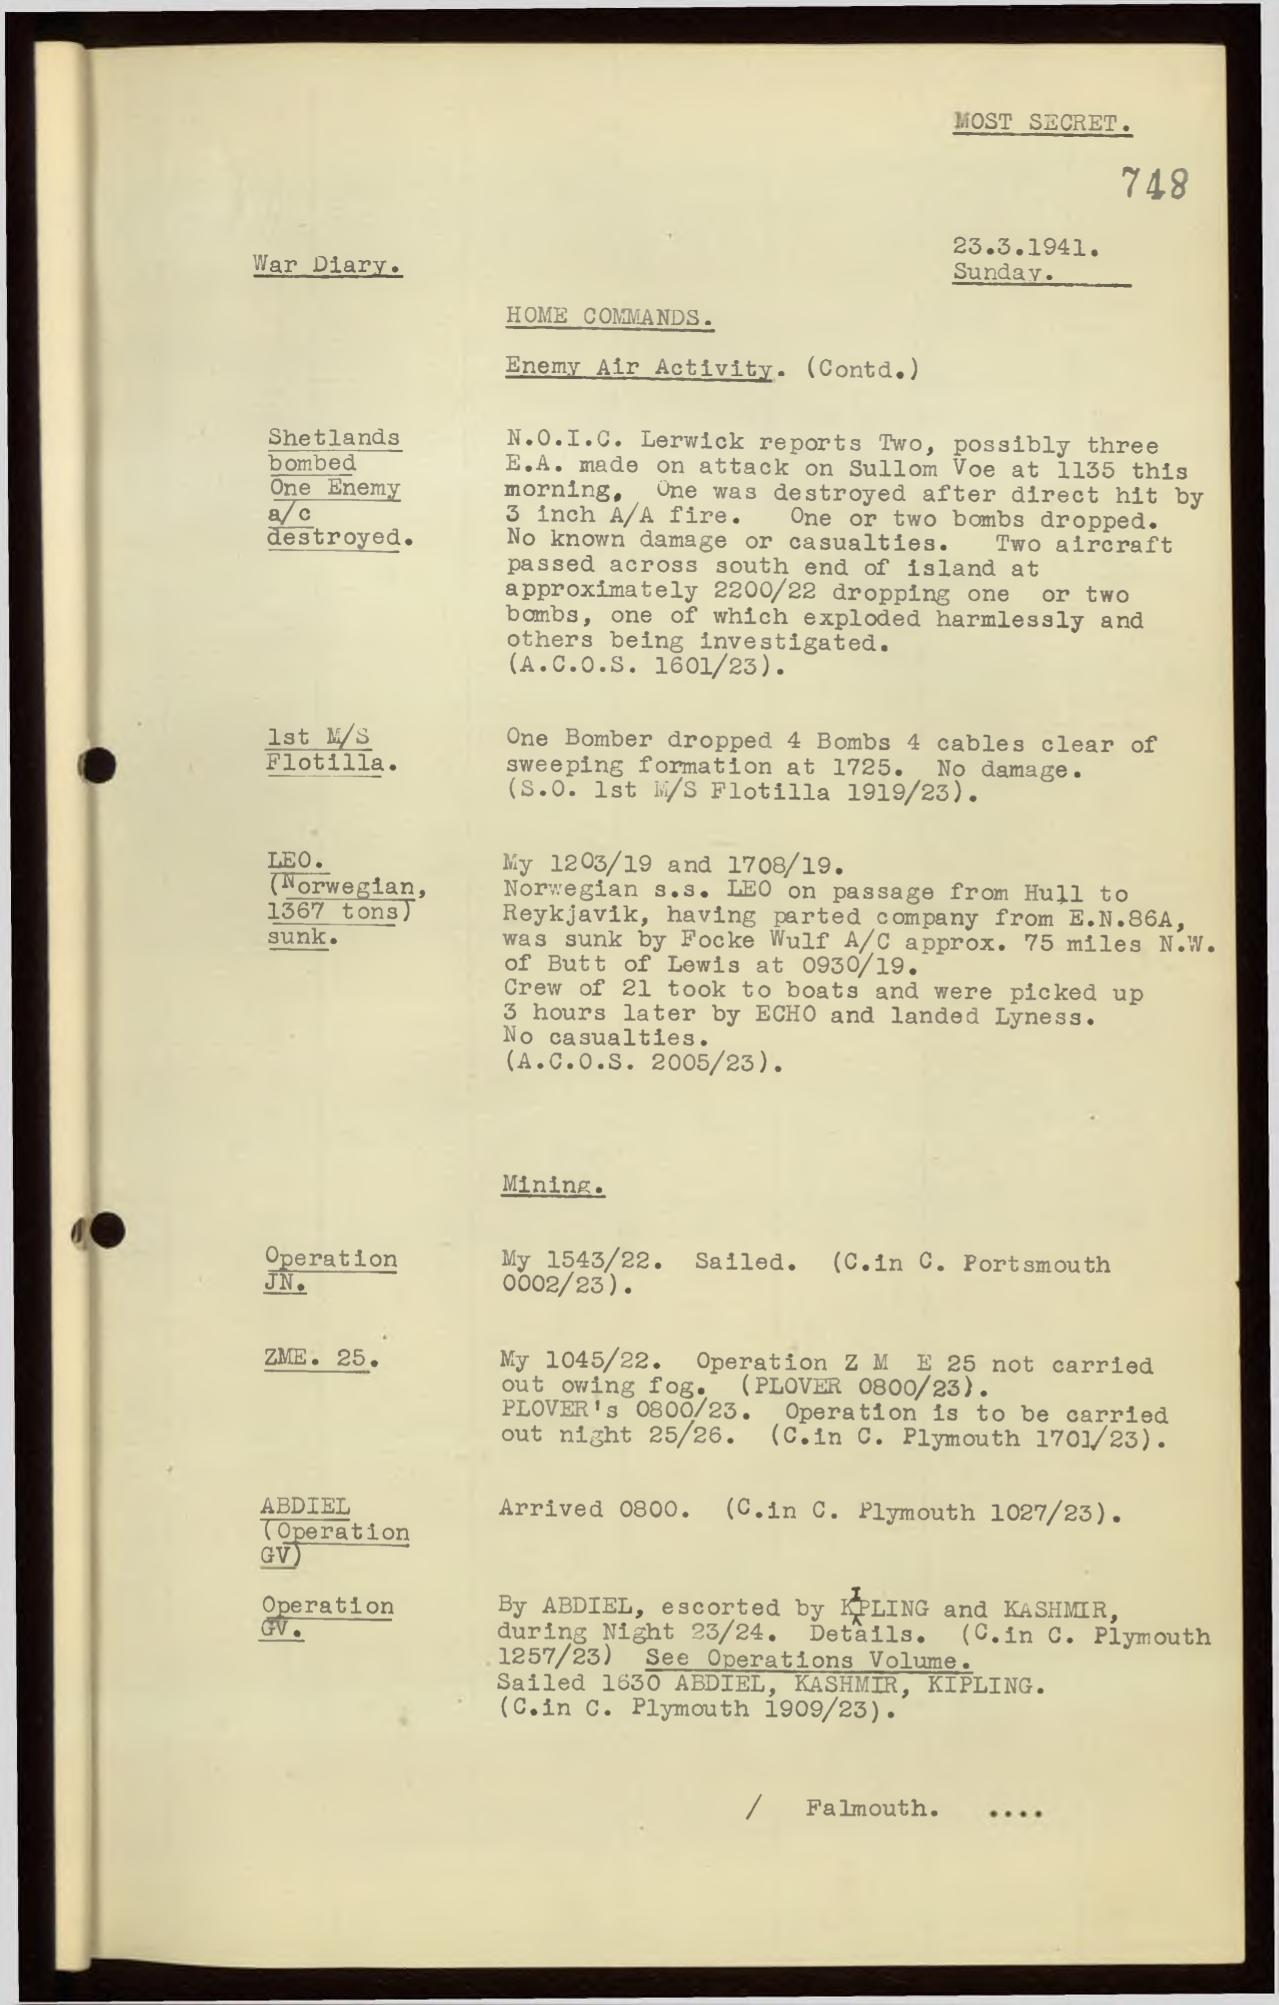 MOST SECRET.
748
23.3.1941.
War Diary.
Sunday.
HOME COMMANDS.
Enemy Air Activity. (Contd.)
Shetlands
bombed
One Enemy
a/c
destroyed.
N.O.I.C. Lerwick reports Two, possibly three
E.A. made on attack on Sullom Voe at 1135 this
morning. One was destroyed after direct hit by
3 inch A/A fire. One or two bombs dropped.
No known damage or casualties. Two aircraft
passed across south end of island at
approximately 2200/22 dropping one or two
bombs, one of which exploded harmlessly and
others being investigated.
(A.C.O.S. 1601/23).
1st M/S
Flotilla.
One Bomber dropped 4 Bombs 4 cables clear of
sweeping formation at 1725. No damage.
(S.O. 1st M/S Flotilla 1919/23).
LEO.
(Norwegian,
1367 tons)
sunk.
My 1203/19 and 1708/19.
Norwegian s.s. LEO on passage from Hull to
Reykjavik, having parted company from E.N.86A,
was sunk by Focke Wulf A/C approx. 75 miles N.W.
of Butt of Lewis at 0930/19.
Crew of 21 took to boats and were picked up
3 hours later by ECHO and landed Lyness.
No casualties.
(A.C.O.S. 2005/23).
Mining.
Operation
JN.
My 1543/22. Sailed. (C.in C. Portsmouth
0002/23).
ZME. 25.
My 1045/22. Operation Z M E 25 not carried
out owing fog. (PLOVER 0800/23).
PLOVER's 0800/23. Operation is to be carried
out night 25/26. (C.in C. Plymouth 1701/23).
ABDIEL
(Operation
GV)
Arrived 0800. (C.in C. Plymouth 1027/23).
Operation
GV.
By ABDIEL, escorted by KIPLING and KASHMIR,
during Night 23/24. Details. (C.in C. Plymouth
1257/23) See Operations Volume.
Sailed 1630 ABDIEL, KASHMIR, KIPLING.
(C.in C. Plymouth 1909/23).
/ Falmouth. ....